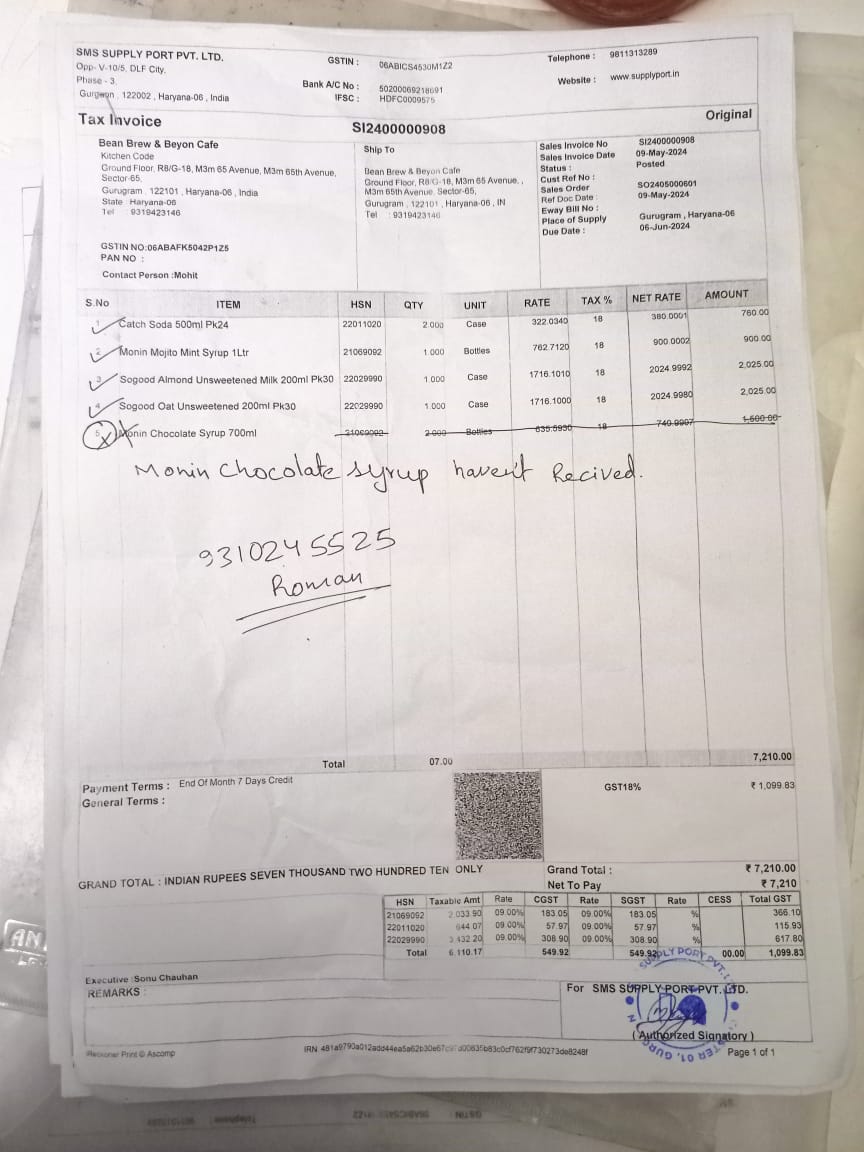 SMS SUPPLY PORT PVT. LTD.
Opp- V-10/5, DLF City,
Phase - 3,
Gurgaon , 122002 , Haryana-06 , India
GSTIN : 06ABICS4530M1Z2
Bank A/C No : 50200069218691
IFSC : HDFC0009575
Telephone : 9811313289
Website : www.supplyport.in
Tax Invoice
SI2400000908
Original
Bean Brew & Beyon Cafe
Kitchen Code
Ground Floor, R8/G-18, M3m 65 Avenue, M3m 65th Avenue,
Sector-65,
Gurugram , 122101 , Haryana-06 , India
State : Haryana-06
Tel : 9319423146
GSTIN NO:06ABAFK5042P1Z5
PAN NO :
Contact Person :Mohit
Ship To
Bean Brew & Beyon Cafe
Ground Floor, R8/G-18, M3m 65 Avenue, ,
M3m 65th Avenue, Sector-65,
Gurugram , 122101 , Haryana-06, IN
Tel : 9319423146
Sales Invoice No SI2400000908
Sales Invoice Date 09-May-2024
Status : Posted
Cust Ref No :
Sales Order SO2405000601
Ref Doc Date : 09-May-2024
Eway Bill No :
Place of Supply Gurugram , Haryana-06
Due Date : 06-Jun-2024
S.No ITEM HSN QTY UNIT RATE TAX % NET RATE AMOUNT
1 Catch Soda 500ml Pk24 22011020 2.000 Case 322.0340 18 380.0001 760.00
2 Monin Mojito Mint Syrup 1Ltr 21069092 1.000 Bottles 762.7120 18 900.0002 900.00
3 Sogood Almond Unsweetened Milk 200ml Pk30 22029990 1.000 Case 1716.1010 18 2024.9992 2,025.00
4 Sogood Oat Unsweetened 200ml Pk30 22029990 1.000 Case 1716.1000 18 2024.9980 2,025.00
5 Monin Chocolate Syrup 700ml 21069092 2.000 Bottles 635.5930 18 749.9997 1,500.00
Monin Chocolate syrup haven't Recived.
9310245525
Roman
Total 07.00 7,210.00
Payment Terms : End Of Month 7 Days Credit
General Terms :
GST18% ₹ 1,099.83
GRAND TOTAL : INDIAN RUPEES SEVEN THOUSAND TWO HUNDRED TEN ONLY
Grand Total : ₹ 7,210.00
Net To Pay ₹ 7,210
HSN Taxable Amt Rate CGST Rate SGST Rate CESS Total GST
21069092 2,033.90 09.00% 183.05 09.00% 183.05 % 366.10
22011020 644.07 09.00% 57.97 09.00% 57.97 % 115.93
22029990 3,432.20 09.00% 308.90 09.00% 308.90 % 617.80
Total 6,110.17 549.92 549.92 00.00 1,099.83
Executive :Sonu Chauhan
REMARKS :
For SMS SUPPLY PORT PVT. LTD.
( Authorized Signatory )
Reckoner Print © Ascomp
Page 1 of 1